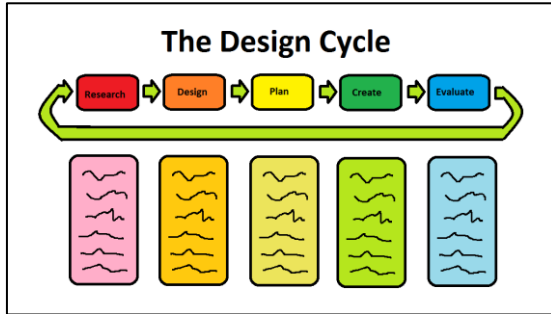 The Design Cycle
Research
Design
Plan
Create
Evaluate